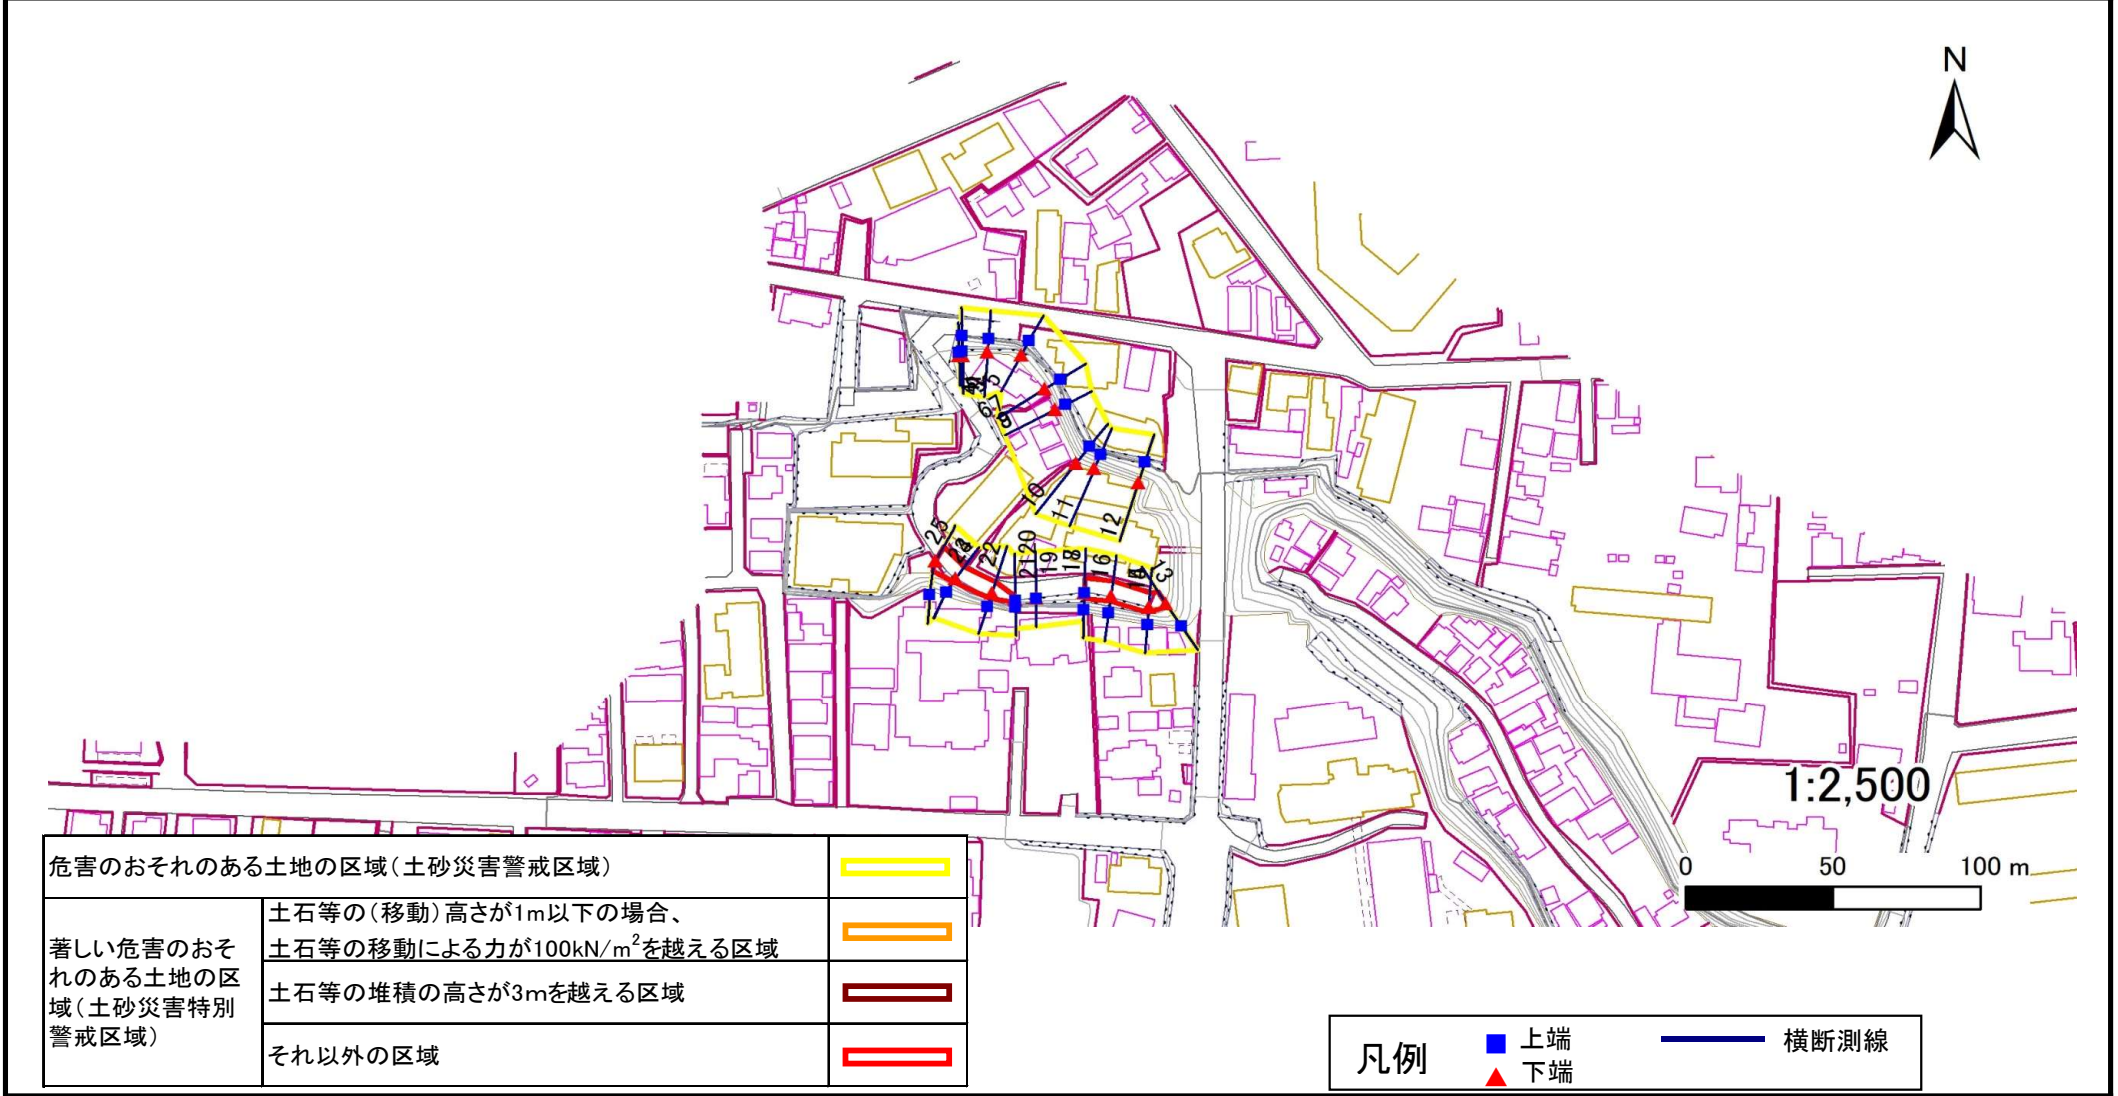 N
5
6
10
11
12
25
22
21
20
19
18
16
13
1:2,500
0 50 100 m
危害のおそれのある土地の区域(土砂災害警戒区域)
著しい危害のおそ
れのある土地の区
域(土砂災害特別
警戒区域)
土石等の(移動)高さが1m以下の場合、
土石等の移動による力が100kN/m²を越える区域
土石等の堆積の高さが3mを越える区域
それ以外の区域
凡例
上端
下端
横断測線